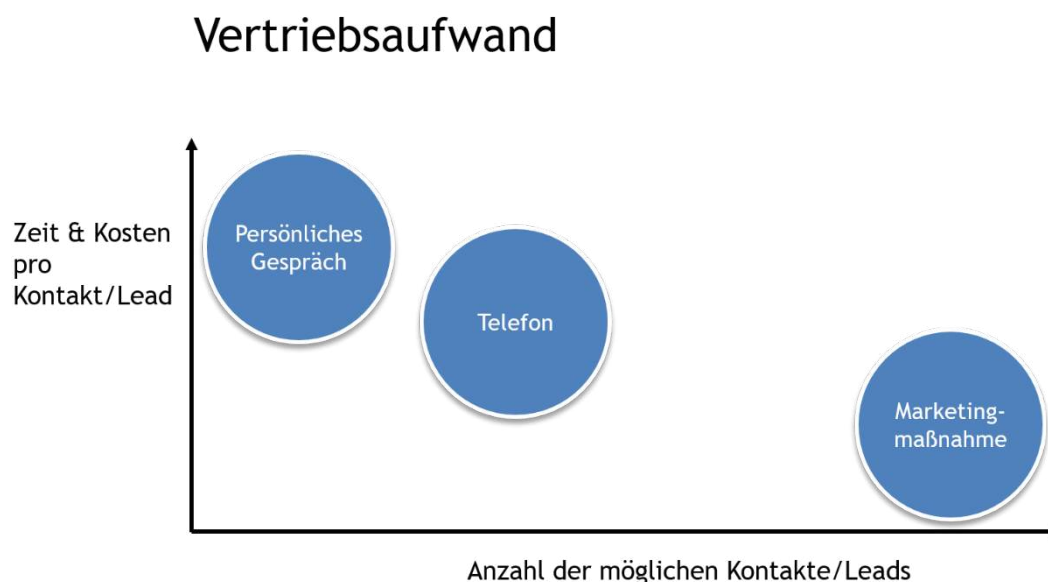 Vertriebsaufwand
Zeit & Kosten
pro
Kontakt/Lead
Persönliches
Gespräch
Telefon
Marketing-
maßnahme
Anzahl der möglichen Kontakte/Leads